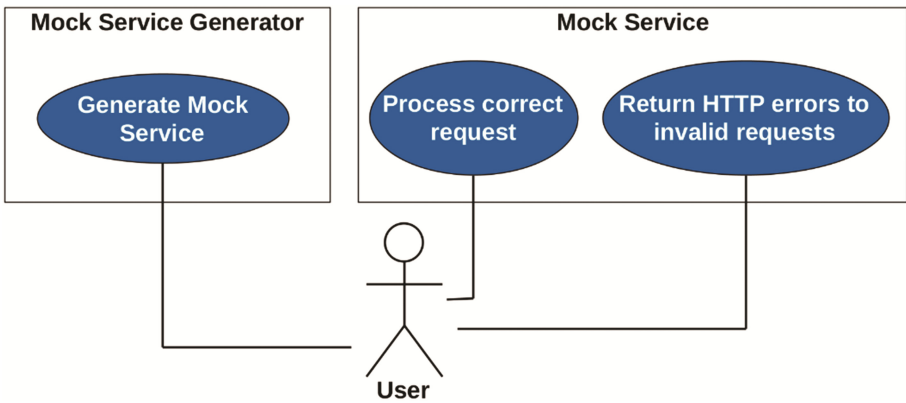 Mock Service Generator
Mock Service
Generate Mock
Service
Process correct
request
Return HTTP errors to
invalid requests
User